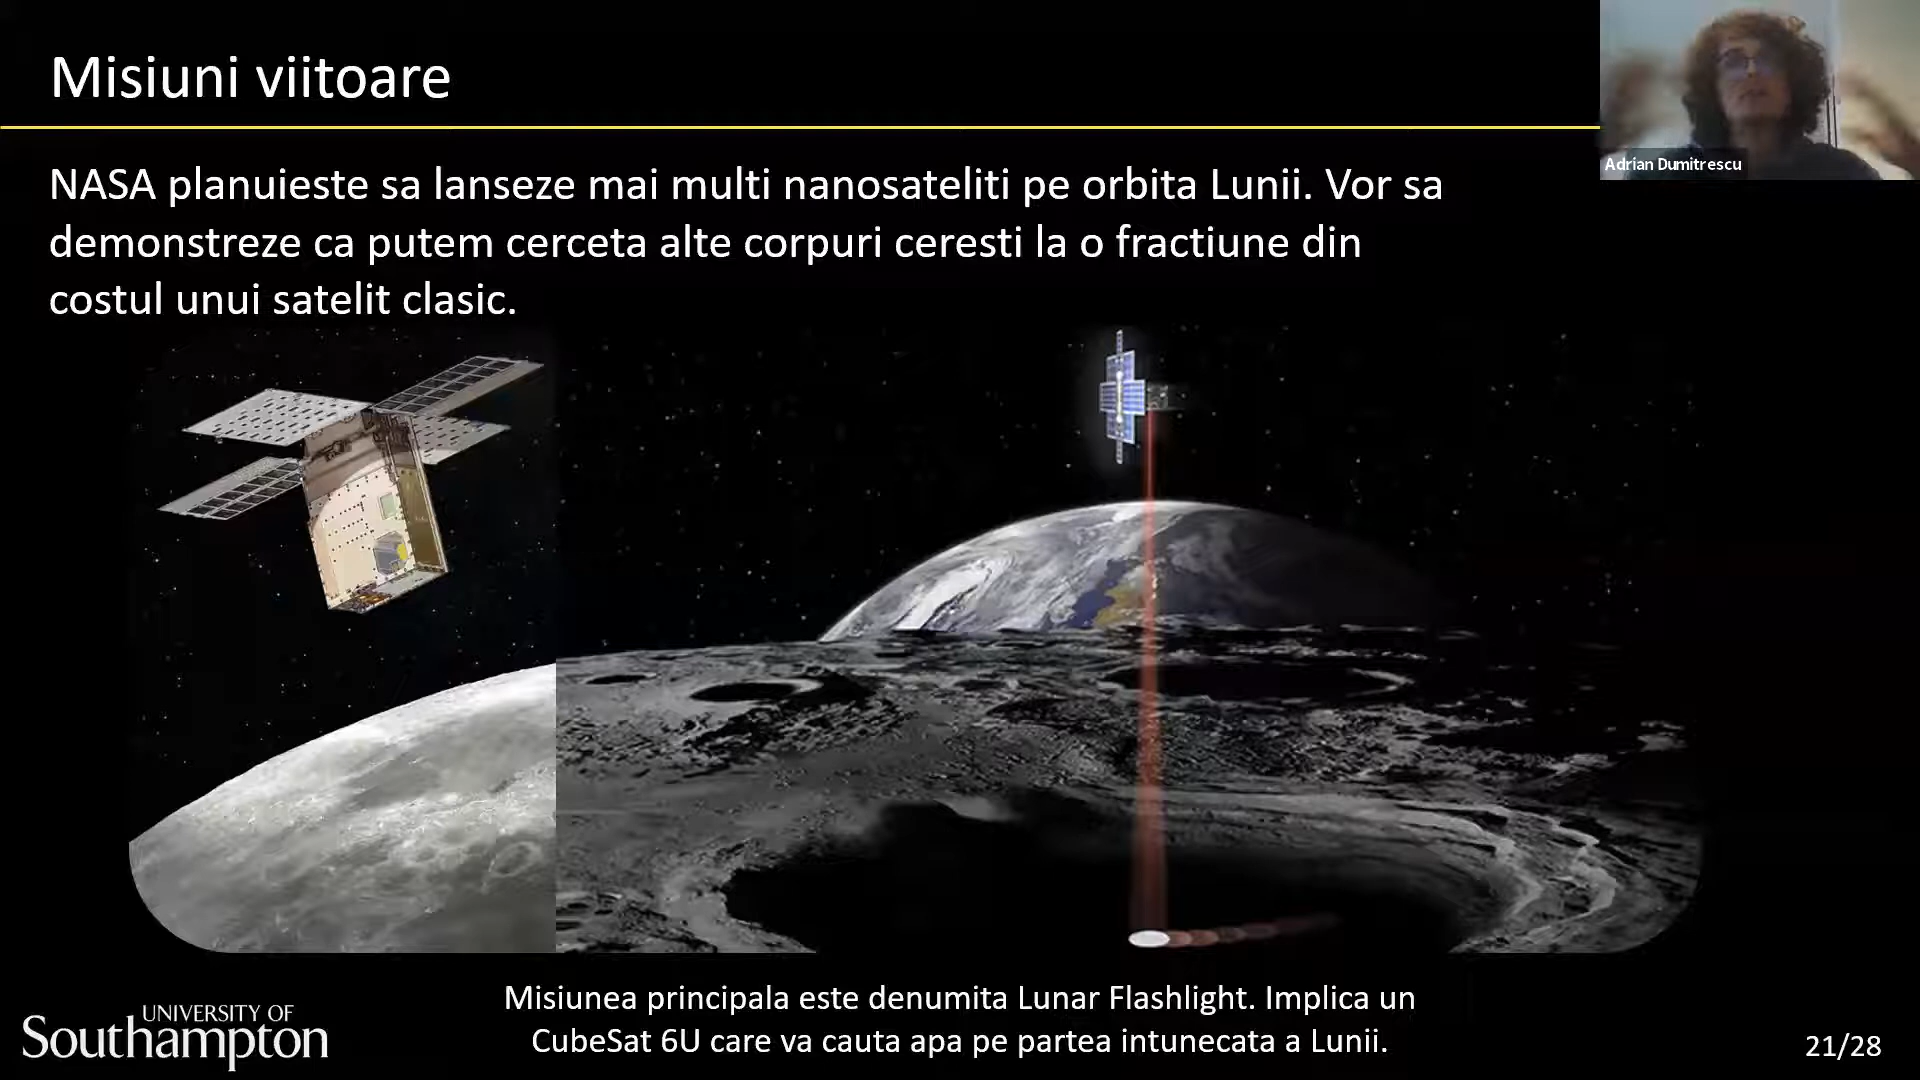 Misiuni viitoare
Adrian Dumitrescu
NASA planuieste sa lanseze mai multi nanosateliti pe orbita Lunii. Vor sa
demonstreze ca putem cerceta alte corpuri ceresti la o fractiune din
costul unui satelit clasic.
Misiunea principala este denumita Lunar Flashlight. Implica un
CubeSat 6U care va cauta apa pe partea intunecata a Lunii.
UNIVERSITY OF
Southampton
21/28